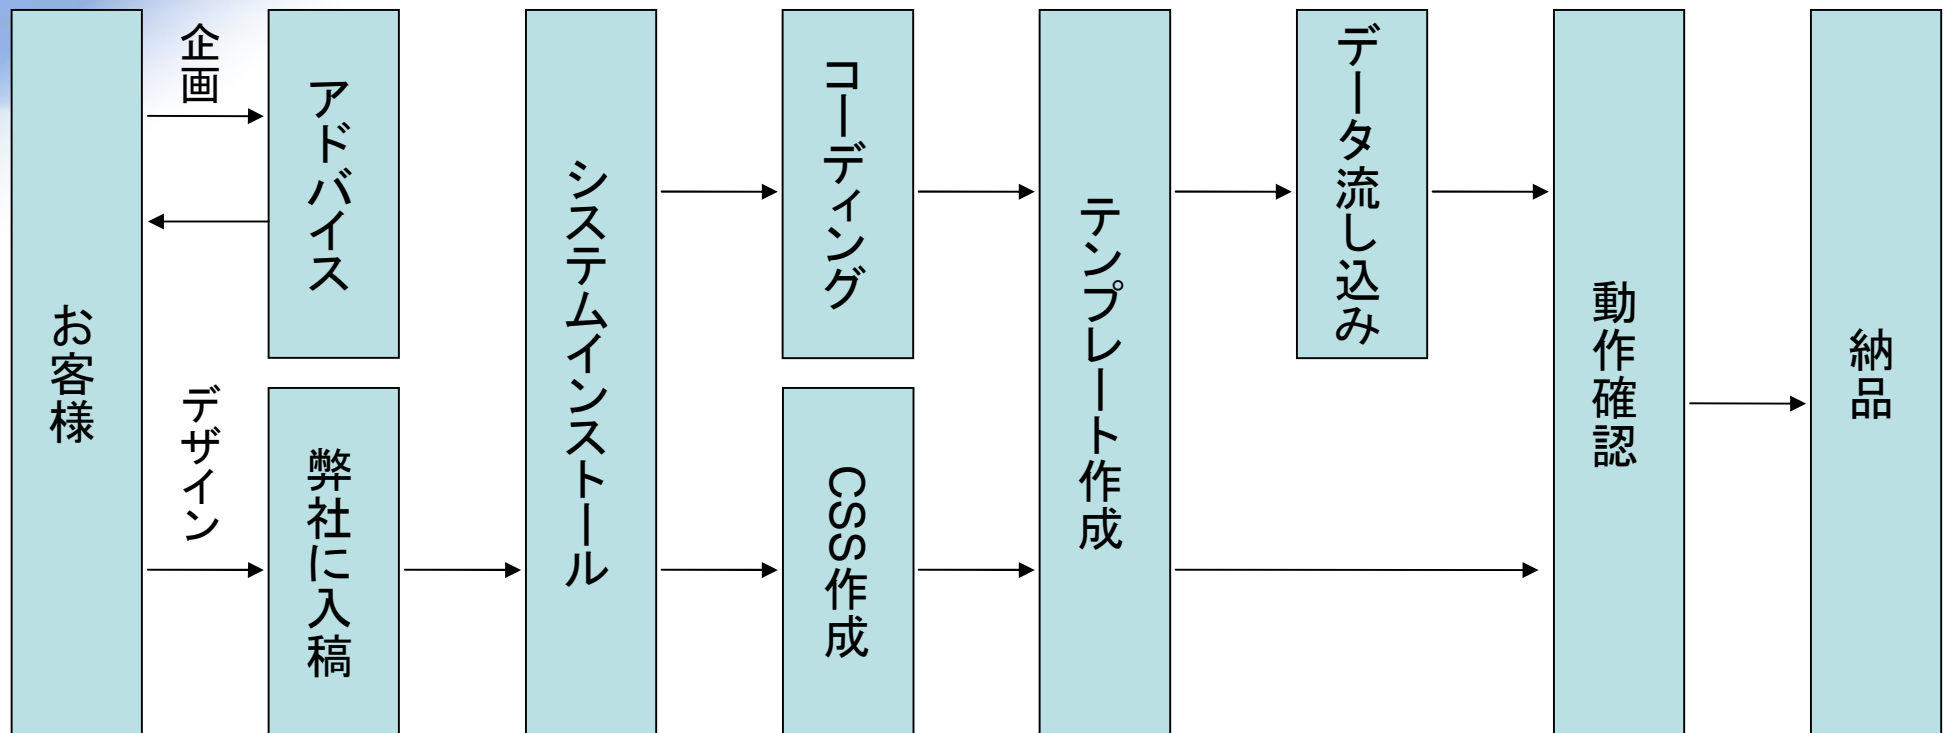 お客様
企画
デザイン
アドバイス
弊社に入稿
システムインストール
コーディング
CSS作成
テンプレート作成
データ流し込み
動作確認
納品